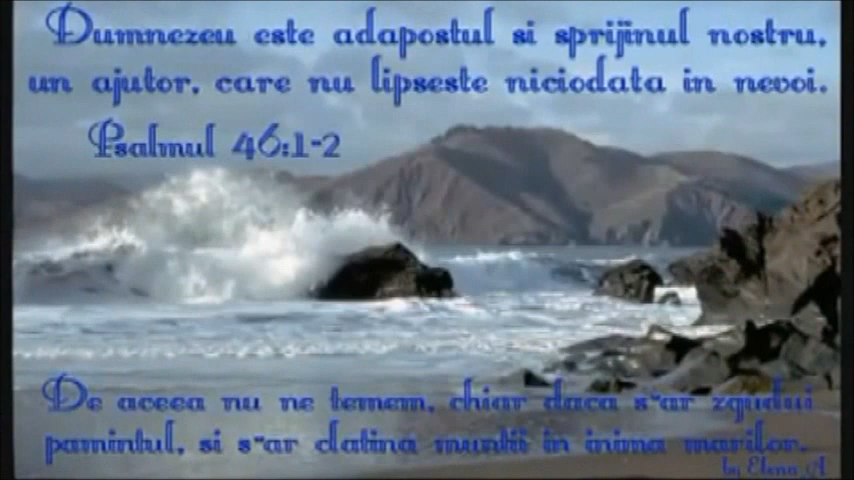 Dumnezeu este adapostul si sprijinul nostru,
un ajutor, care nu lipseste niciodata in nevoi.
Psalmul 46:1-2
De aceea nu ne temem, chiar daca s-ar zgudui
pamintul, si s-ar clatina muntii in inima marilor.
by Elena A